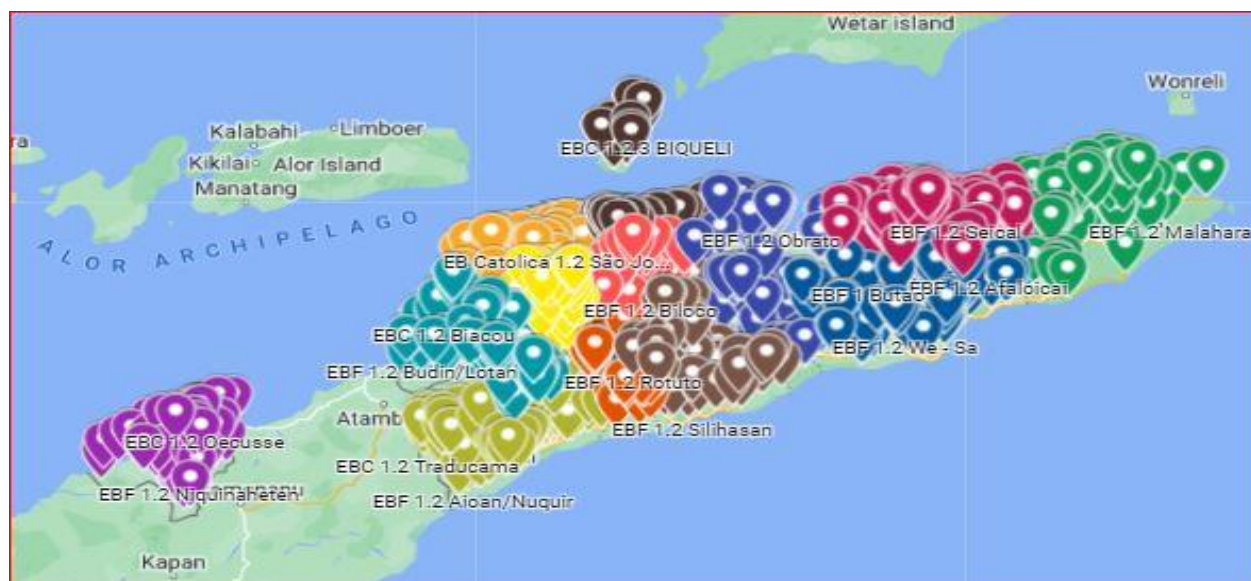 Wetar island
Wonreli
ra
Kalabahi
Limboer
Kikilai
Alor Island
Manatang
EBC 1.2.3 BIQUELI
ALOR ARCHIPELAGO
EBF 1.2 Obrato
EBF 1.2 Seical
EBF 1.2 Malahara
EB Catolica 1.2 São Jo...
EBF 1.2 Afaloicai
EBF 1 Butao
EBF 1.2 Biloco
EBC 1.2 Biacou
EBF 1.2 We - Sa
EBF 1.2 Budin/Lotan
EBF 1.2 Rotuto
Atamb
EBF 1.2 Silihasan
EBC 1.2 Oecusse
EBC 1.2 Traducama
EBF 1.2 Niquinaheten
EBF 1.2 Aioan/Nuquir
Kapan